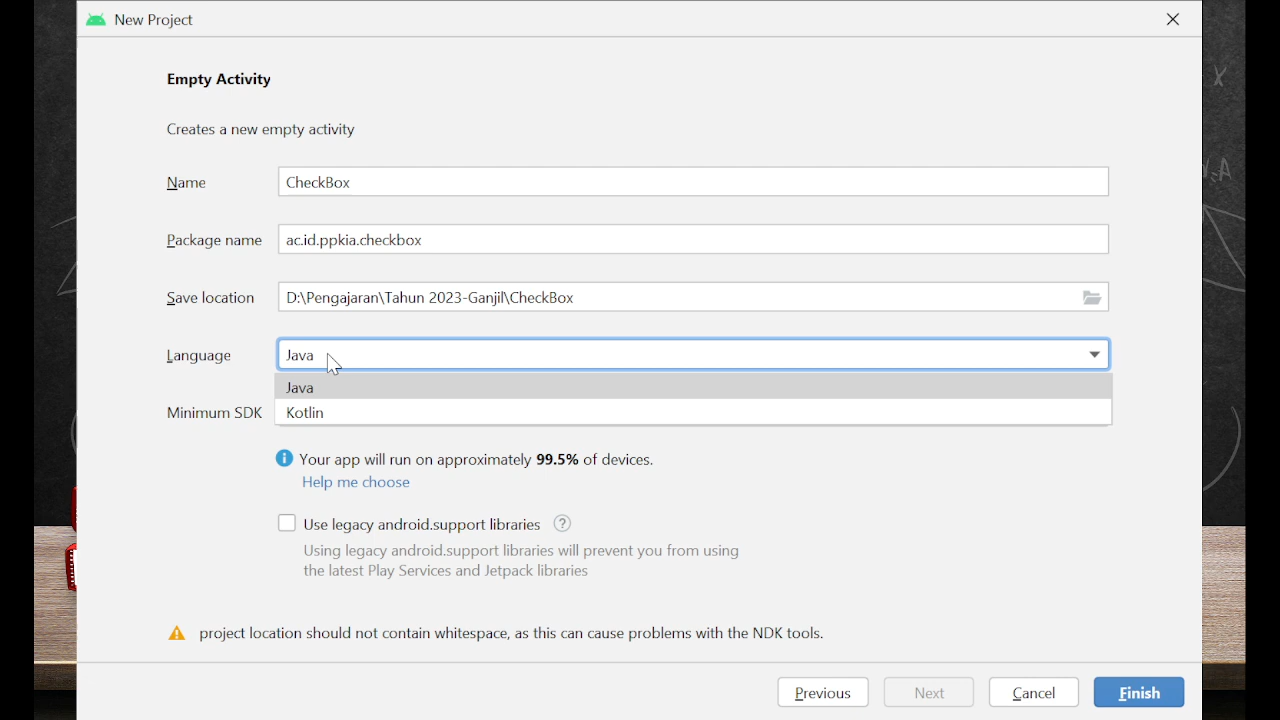 New Project
Empty Activity
Creates a new empty activity
Name CheckBox
Package name ac.id.ppkia.checkbox
Save location D:\Pengajaran\Tahun 2023-Ganjil\CheckBox
Language Java
Java
Minimum SDK Kotlin
Your app will run on approximately 99.5% of devices.
Help me choose
Use legacy android.support libraries ?
Using legacy android.support libraries will prevent you from using
the latest Play Services and Jetpack libraries
project location should not contain whitespace, as this can cause problems with the NDK tools.
Previous Next Cancel Finish